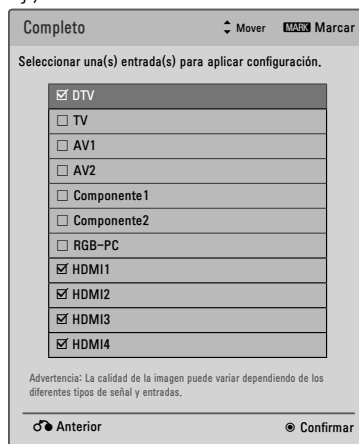 Completo Mover MARK Marcar
Seleccionar una(s) entrada(s) para aplicar configuración.
DTV
TV
AV1
AV2
Componente1
Componente2
RGB-PC
HDMI1
HDMI2
HDMI3
HDMI4
Advertencia: La calidad de la imagen puede variar dependiendo de los
diferentes tipos de señal y entradas.
Anterior Confirmar